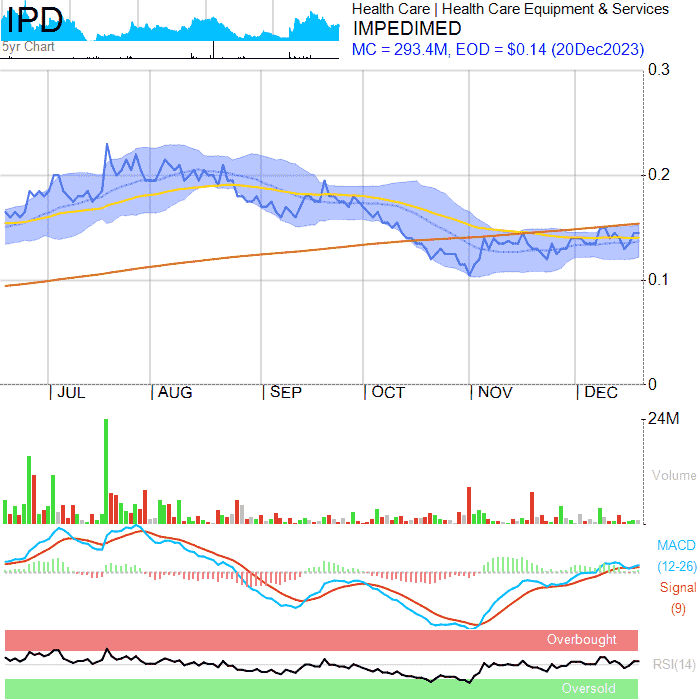 IPD
5yr Chart
Health Care | Health Care Equipment & Services
IMPEDIMED
MC = 293.4M, EOD = $0.14 (20Dec2023)
0.3
0.2
0.1
0
JUL
AUG
SEP
OCT
NOV
DEC
24M
Volume
MACD
(12-26)
Signal
(9)
Overbought
RSI(14)
Oversold